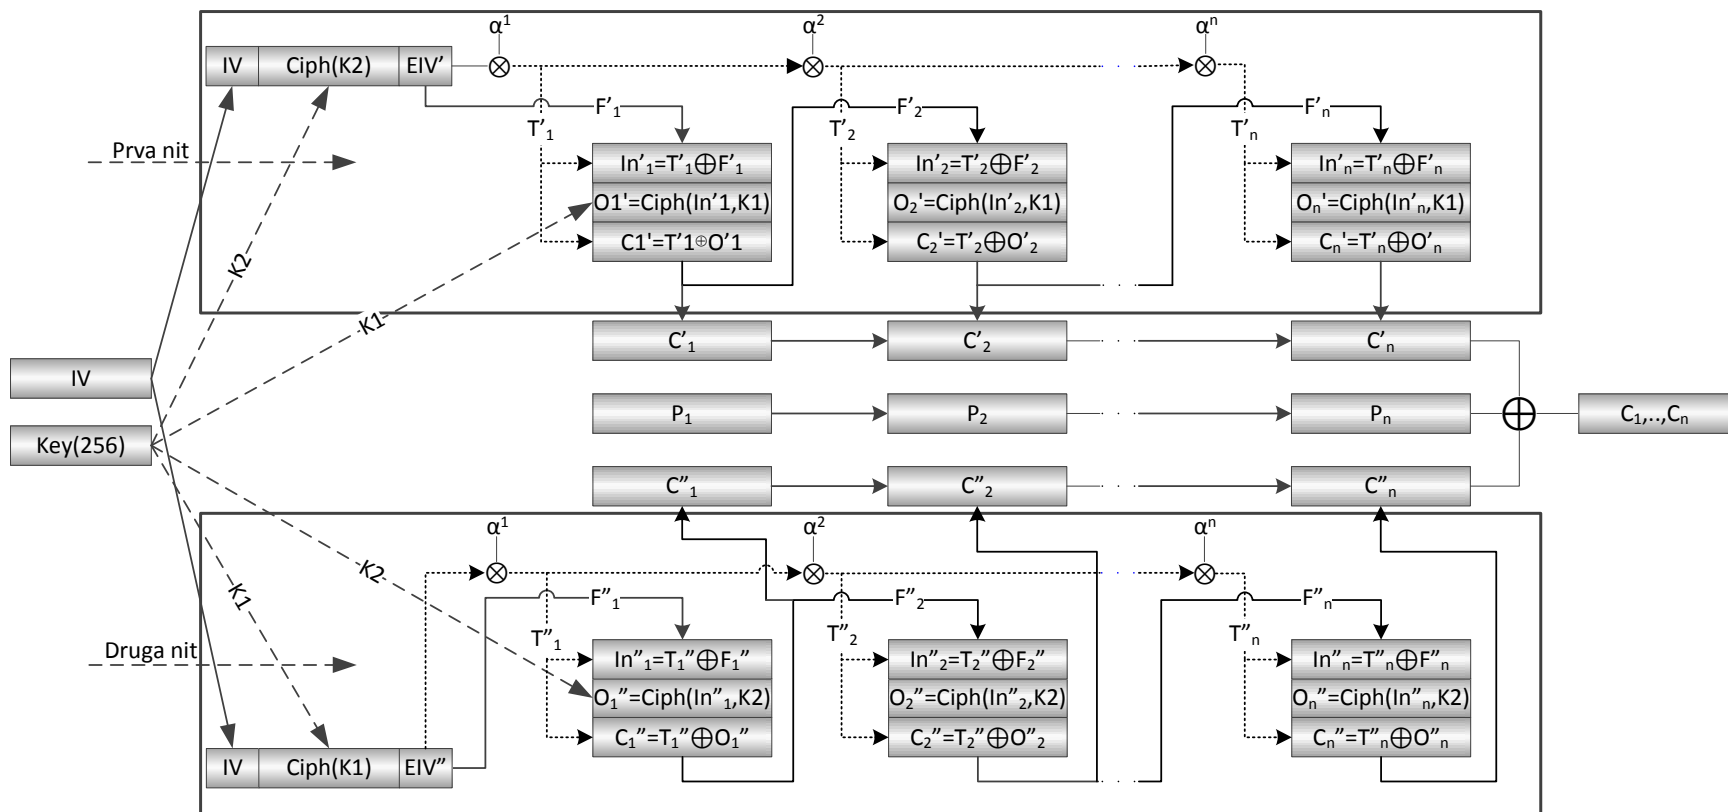 α¹ α² αⁿ
IV Ciph(K2) EIV'
F'₁ F'₂ F'ₙ
T'₁ T'₂ T'ₙ
Prva nit
In'₁=T'₁⨁F'₁ In'₂=T'₂⨁F'₂ In'ₙ=T'ₙ⨁F'ₙ
O1'=Ciph(In'1,K1) O₂'=Ciph(In'₂,K1) Oₙ'=Ciph(In'ₙ,K1)
C1'=T'1⊕O'1 C₂'=T'₂⨁O'₂ Cₙ'=T'ₙ⨁O'ₙ
K2
K1
C'₁ C'₂ C'ₙ
IV
P₁ P₂ Pₙ C₁,..,Cₙ
Key(256)
C”₁ C”₂ C”ₙ
α¹ α² αⁿ
K2
K1
F”₁ F”₂ F”ₙ
T”₁ T”₂ T”ₙ
Druga nit
In”₁=T₁”⨁F₁” In”₂=T₂”⨁F₂” In”ₙ=T”ₙ⨁F”ₙ
O₁”=Ciph(In”₁,K2) O₂”=Ciph(In”₂,K2) Oₙ”=Ciph(In”ₙ,K2)
C₁”=T₁”⨁O₁” C₂”=T₂”⨁O”₂ Cₙ”=T”ₙ⨁O”ₙ
IV Ciph(K1) EIV”